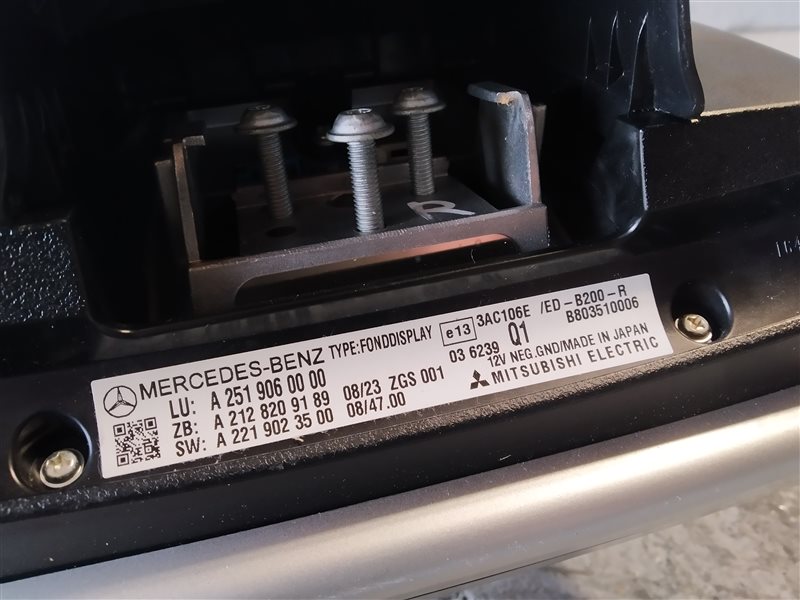 R
MERCEDES-BENZ TYPE:FONDDISPLAY e13 3AC106E /ED-B200-R
03 6239 Q1 B803510006
LU: A 251 906 00 00 08/23 ZGS 001 12V NEG.GND/MADE IN JAPAN
ZB: A 212 820 91 89 08/47.00 MITSUBISHI ELECTRIC
SW: A 221 902 35 00